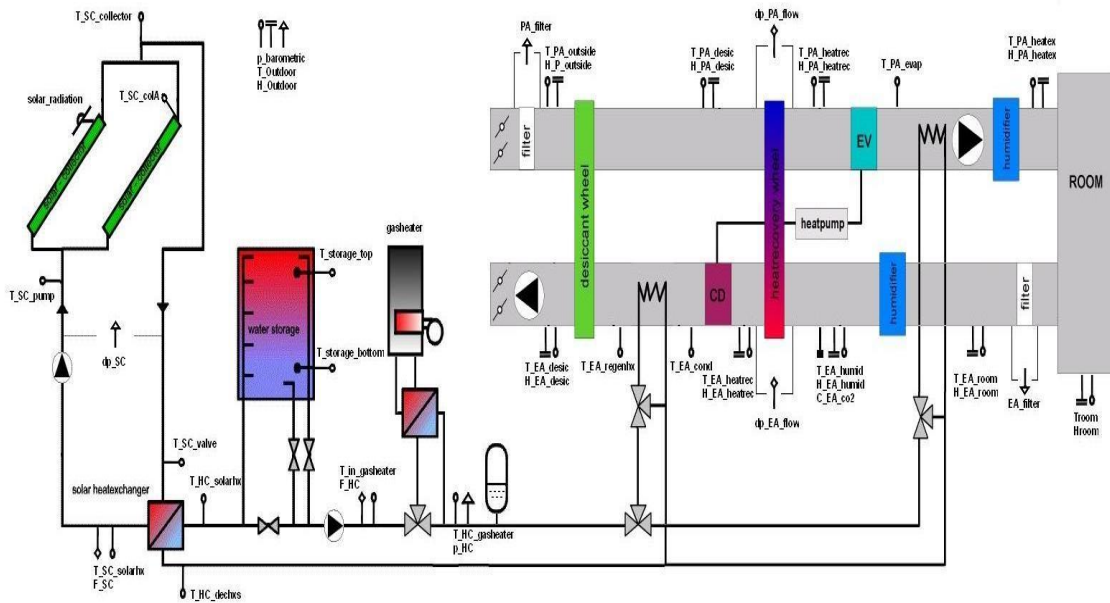 T_SC_collector
T_SC_colA
solar_radiation
solar - collector
solar - collector
p_barometric
T_Outdoor
H_Outdoor
PA_filter
T_PA_outside
H_P_outside
T_PA_desic
H_PA_desic
dp_PA_flow
T_PA_heatrec
H_PA_heatrec
T_PA_evap
T_PA_heatex
H_PA_heatex
filter
desiccant wheel
heatrecovery wheel
EV
humidifier
ROOM
heatpump
CD
humidifier
filter
T_SC_pump
dp_SC
T_storage_top
water storage
T_storage_bottom
gasheater
T_EA_desic
H_EA_desic
T_EA_regenhx
T_EA_cond
T_EA_heatrec
H_EA_heatrec
dp_EA_flow
T_EA_humid
H_EA_humid
C_EA_co2
T_EA_room
H_EA_room
EA_filter
Troom
Hroom
T_SC_valve
solar heatexchanger
T_HC_solarhx
T_in_gasheater
F_HC
T_HC_gasheater
p_HC
T_SC_solarhx
F_SC
T_HC_dechxs